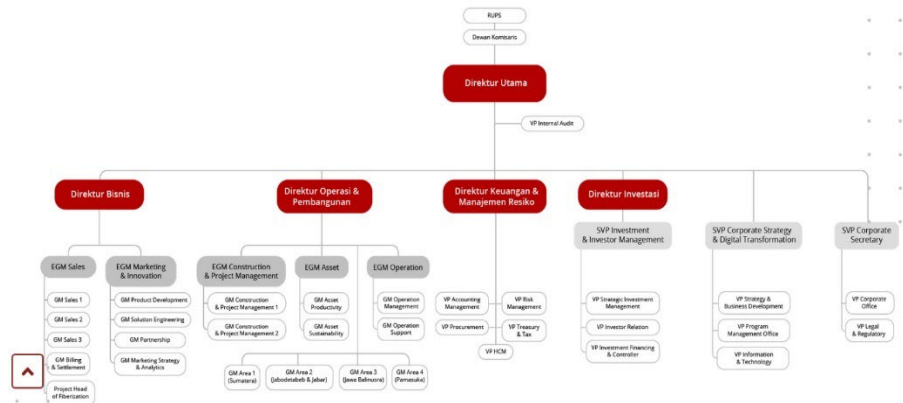 RUPS
Dewan Komisaris
Direktur Utama
VP Internal Audit
Direktur Bisnis
Direktur Operasi &
Pembangunan
Direktur Keuangan &
Manajemen Resiko
Direktur Investasi
SVP Investment
& Investor Management
SVP Corporate Strategy
& Digital Transformation
SVP Corporate
Secretary
EGM Sales
EGM Marketing
& Innovation
EGM Construction
& Project Management
EGM Asset
EGM Operation
GM Sales 1
GM Sales 2
GM Sales 3
GM Billing
& Settlement
Project Head
of Fiberization
GM Product Development
GM Solution Engineering
GM Partnership
GM Marketing Strategy
& Analytics
GM Construction
& Project Management 1
GM Construction
& Project Management 2
GM Asset
Productivity
GM Asset
Sustainability
GM Operation
Management
GM Operation
Support
GM Area 1
(Sumatera)
GM Area 2
(Jabodetabeb & Jabar)
GM Area 3
(Jawa Balinusra)
GM Area 4
(Pamasuka)
VP Accounting
Management
VP Risk
Management
VP Procurement
VP Treasury
& Tax
VP HCM
VP Strategic Investment
Management
VP Investor Relation
VP Investment Financing
& Controller
VP Strategy &
Business Development
VP Program
Management Office
VP Information
& Technology
VP Corporate
Office
VP Legal
& Regulatory